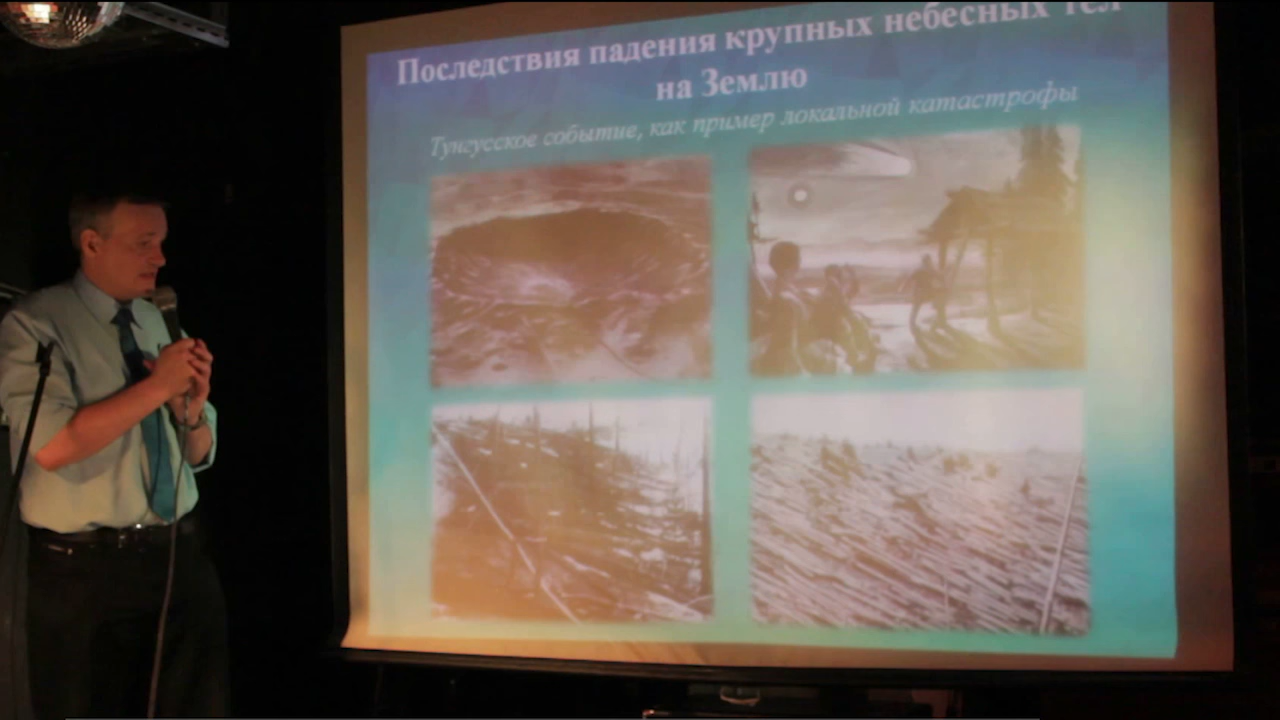 Последствия падения крупных небесных тел
на Землю
Тунгусское событие, как пример локальной катастрофы